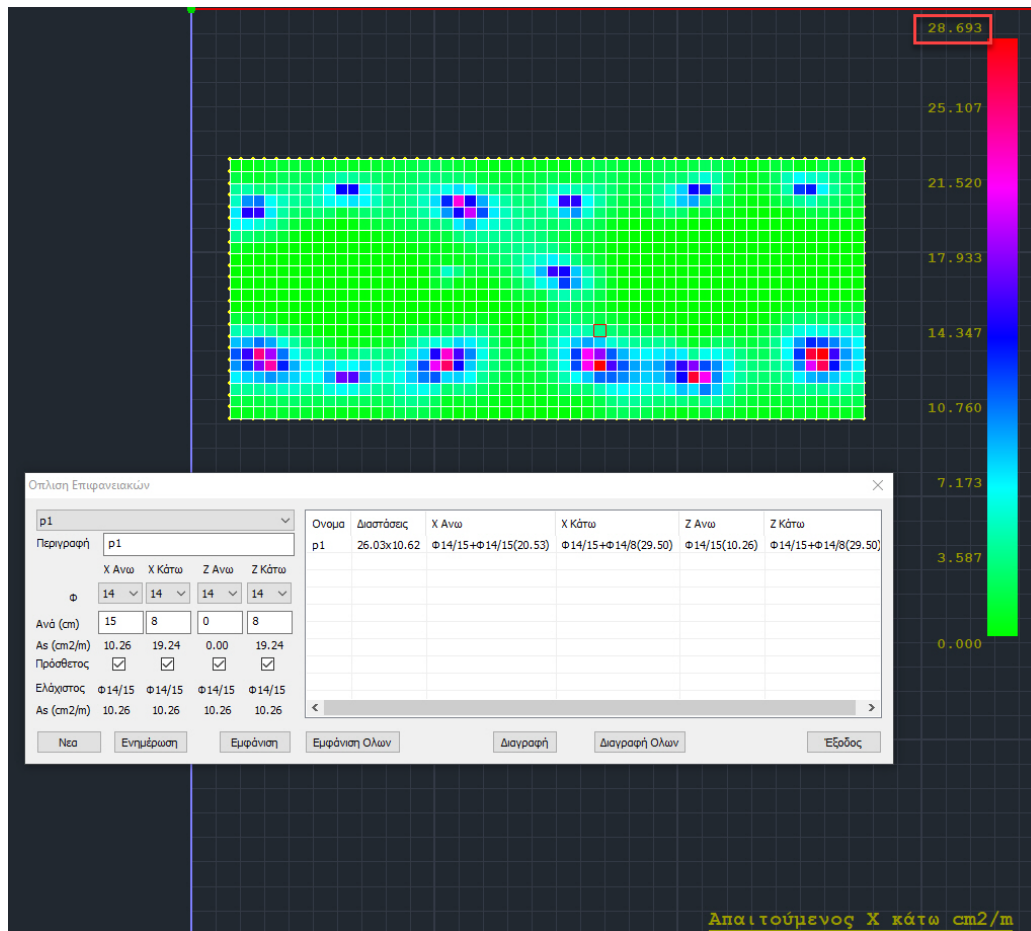 28.693
25.107
21.520
17.933
14.347
10.760
7.173
3.587
0.000
Οπλιση Επιφανειακών
p1
Περιγραφή p1
Χ Ανω Χ Κάτω Ζ Ανω Ζ Κάτω
Φ 14 14 14 14
Ανά (cm) 15 8 0 8
As (cm2/m) 10.26 19.24 0.00 19.24
Πρόσθετος
Ελάχιστος Φ14/15 Φ14/15 Φ14/15 Φ14/15
As (cm2/m) 10.26 10.26 10.26 10.26
Ονομα Διαστάσεις Χ Ανω Χ Κάτω Ζ Ανω Ζ Κάτω
p1 26.03x10.62 Φ14/15+Φ14/15(20.53) Φ14/15+Φ14/8(29.50) Φ14/15(10.26) Φ14/15+Φ14/8(29.50)
Νεα Ενημέρωση Εμφάνιση Εμφάνιση Ολων Διαγραφή Διαγραφή Ολων Έξοδος
Απαιτούμενος Χ κάτω cm2/m